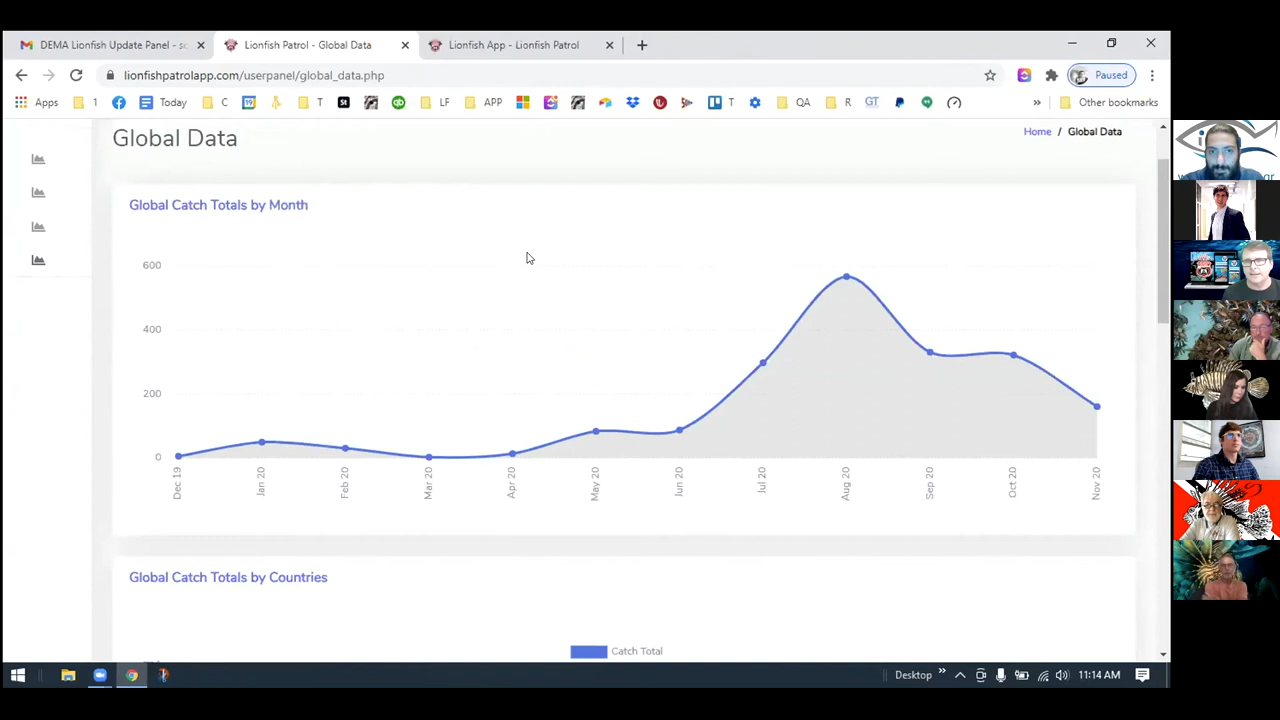 DEMA Lionfish Update Panel - sc
Lionfish Patrol - Global Data
Lionfish App - Lionfish Patrol
lionfishpatrolapp.com/userpanel/global_data.php
Paused
Apps
1
Today
C
T
LF
APP
T
QA
R
GT
Other bookmarks
Global Data
Home / Global Data
Global Catch Totals by Month
600
400
200
0
Dec 19
Jan 20
Feb 20
Mar 20
Apr 20
May 20
Jun 20
Jul 20
Aug 20
Sep 20
Oct 20
Nov 20
Global Catch Totals by Countries
Catch Total
Desktop
11:14 AM